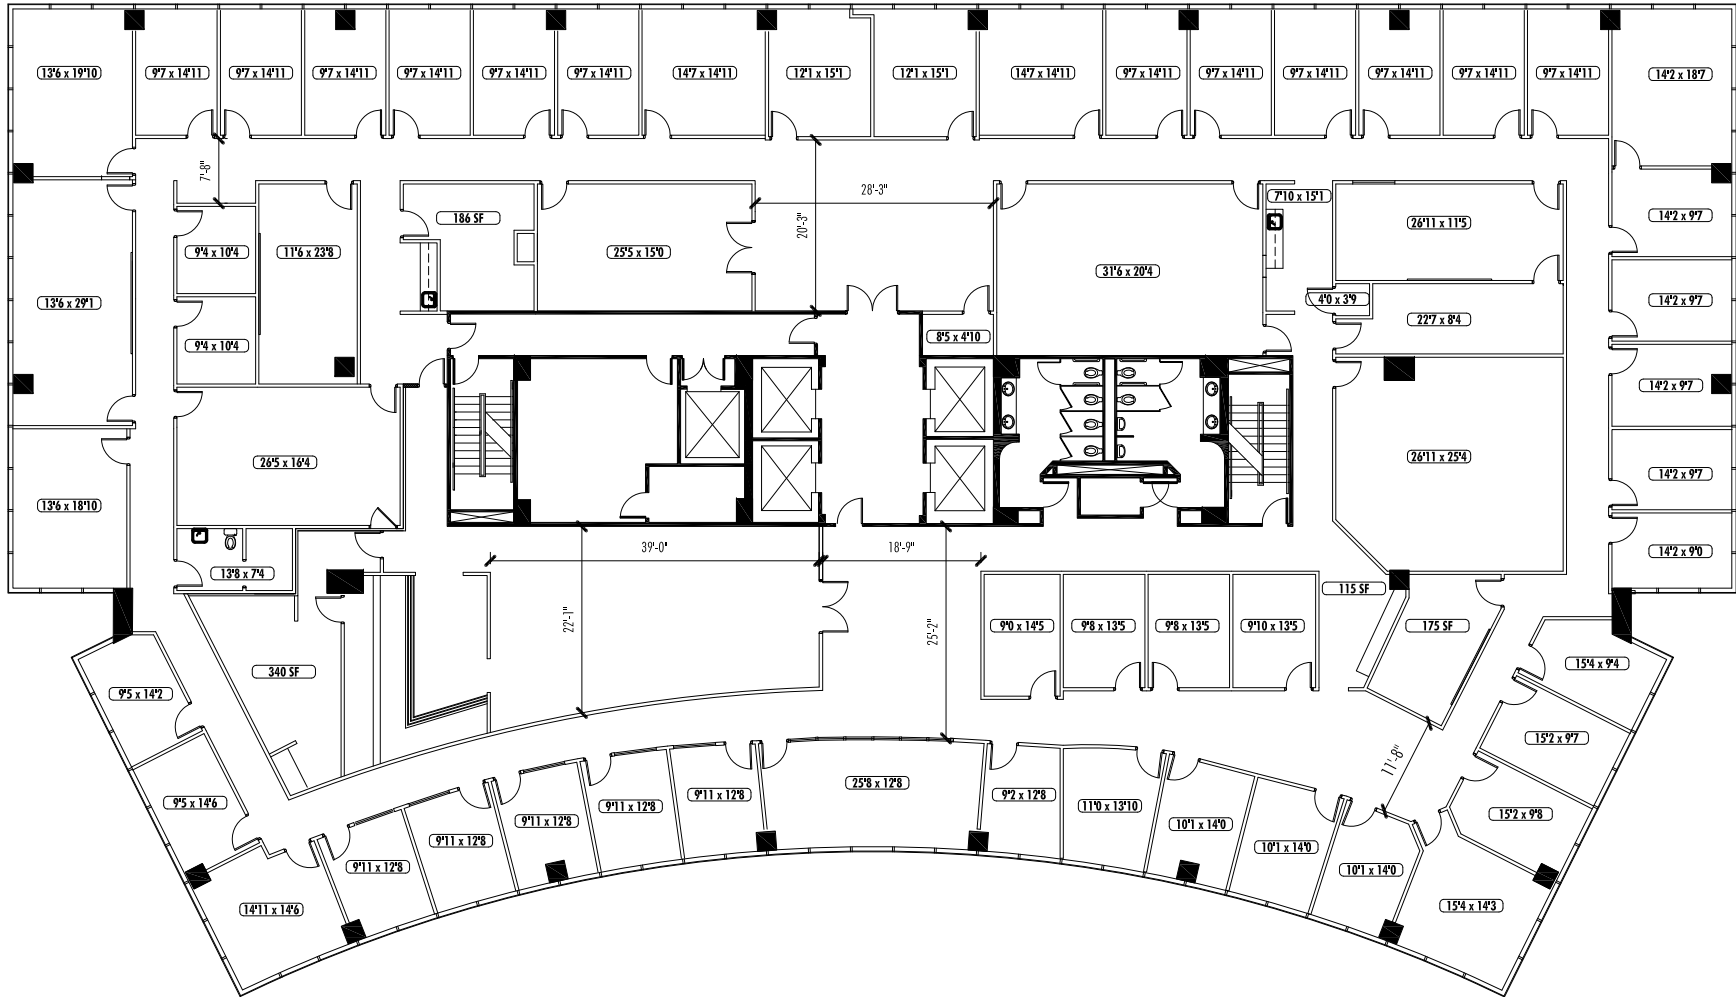 13'6 x 19'10
9'7 x 14'11
9'7 x 14'11
9'7 x 14'11
9'7 x 14'11
9'7 x 14'11
9'7 x 14'11
14'7 x 14'11
12'1 x 15'1
12'1 x 15'1
14'7 x 14'11
9'7 x 14'11
9'7 x 14'11
9'7 x 14'11
9'7 x 14'11
9'7 x 14'11
9'7 x 14'11
14'2 x 18'7
7'-8"
28'-3"
20'-3"
186 SF
7'10 x 15'1
14'2 x 9'7
26'11 x 11'5
9'4 x 10'4
11'6 x 23'8
25'5 x 15'0
31'6 x 20'4
13'6 x 29'1
4'0 x 3'9
14'2 x 9'7
22'7 x 8'4
8'5 x 4'10
9'4 x 10'4
14'2 x 9'7
26'5 x 16'4
26'11 x 25'4
14'2 x 9'7
13'6 x 18'10
39'-0"
18'-9"
14'2 x 9'0
13'8 x 7'4
115 SF
22'-1"
25'-2"
9'0 x 14'5
9'8 x 13'5
9'8 x 13'5
9'10 x 13'5
175 SF
340 SF
15'4 x 9'4
9'5 x 14'2
15'2 x 9'7
11'-8"
25'8 x 12'8
9'11 x 12'8
9'2 x 12'8
9'5 x 14'6
9'11 x 12'8
11'0 x 13'10
15'2 x 9'8
9'11 x 12'8
10'1 x 14'0
9'11 x 12'8
10'1 x 14'0
9'11 x 12'8
10'1 x 14'0
14'11 x 14'6
15'4 x 14'3